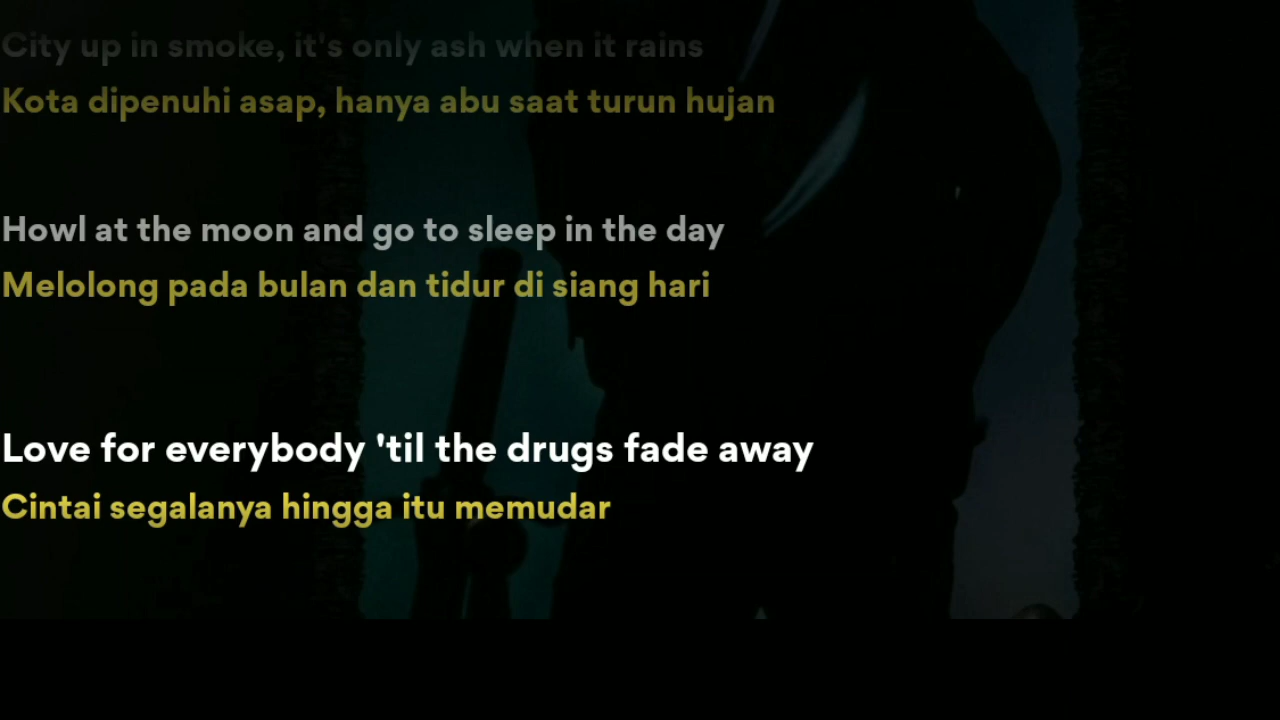 City up in smoke, it's only ash when it rains
Kota dipenuhi asap, hanya abu saat turun hujan
Howl at the moon and go to sleep in the day
Melolong pada bulan dan tidur di siang hari
Love for everybody 'til the drugs fade away
Cintai segalanya hingga itu memudar